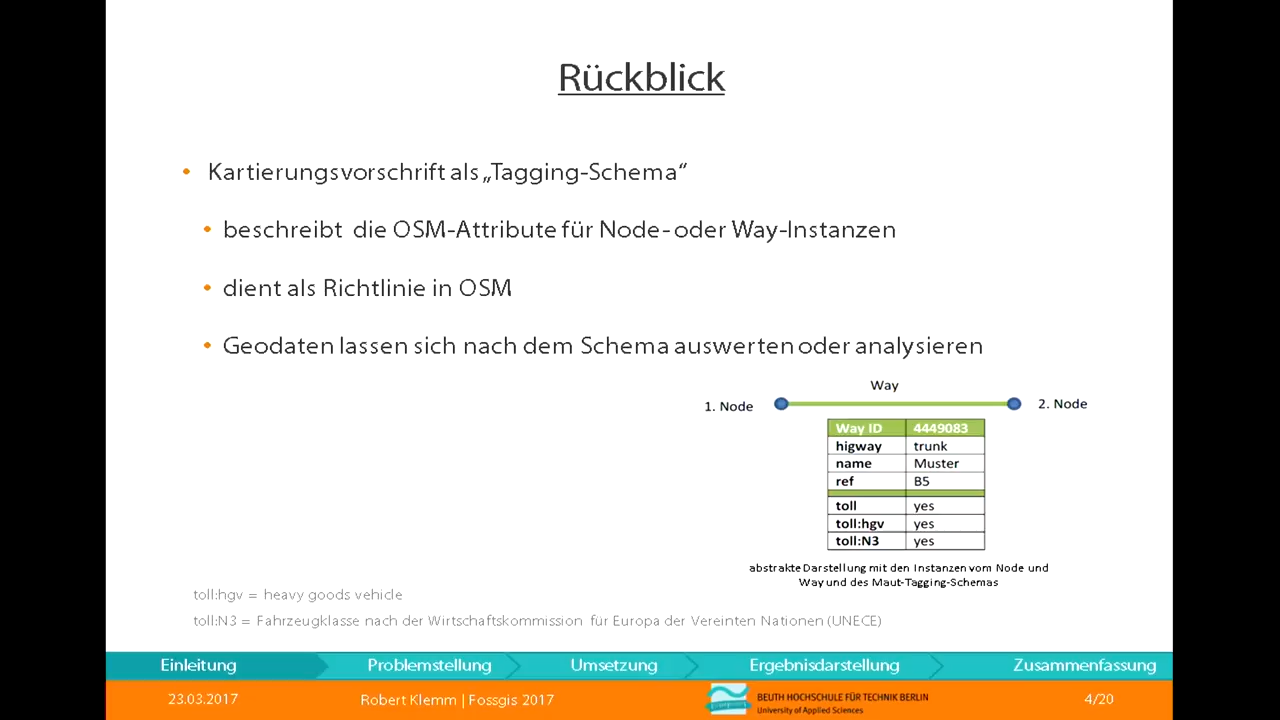 Rückblick
• Kartierungsvorschrift als „Tagging-Schema“
• beschreibt die OSM-Attribute für Node- oder Way-Instanzen
• dient als Richtlinie in OSM
• Geodaten lassen sich nach dem Schema auswerten oder analysieren
Way
1. Node
2. Node
Way ID 4449083
higway trunk
name Muster
ref B5
toll yes
toll:hgv yes
toll:N3 yes
abstrakte Darstellung mit den Instanzen vom Node und
Way und des Maut-Tagging-Schemas
toll:hgv = heavy goods vehicle
toll:N3 = Fahrzeugklasse nach der Wirtschaftskommission für Europa der Vereinten Nationen (UNECE)
Einleitung Problemstellung Umsetzung Ergebnisdarstellung Zusammenfassung
23.03.2017 Robert Klemm | Fossgis 2017 BEUTH HOCHSCHULE FÜR TECHNIK BERLIN 4/20
University of Applied Sciences